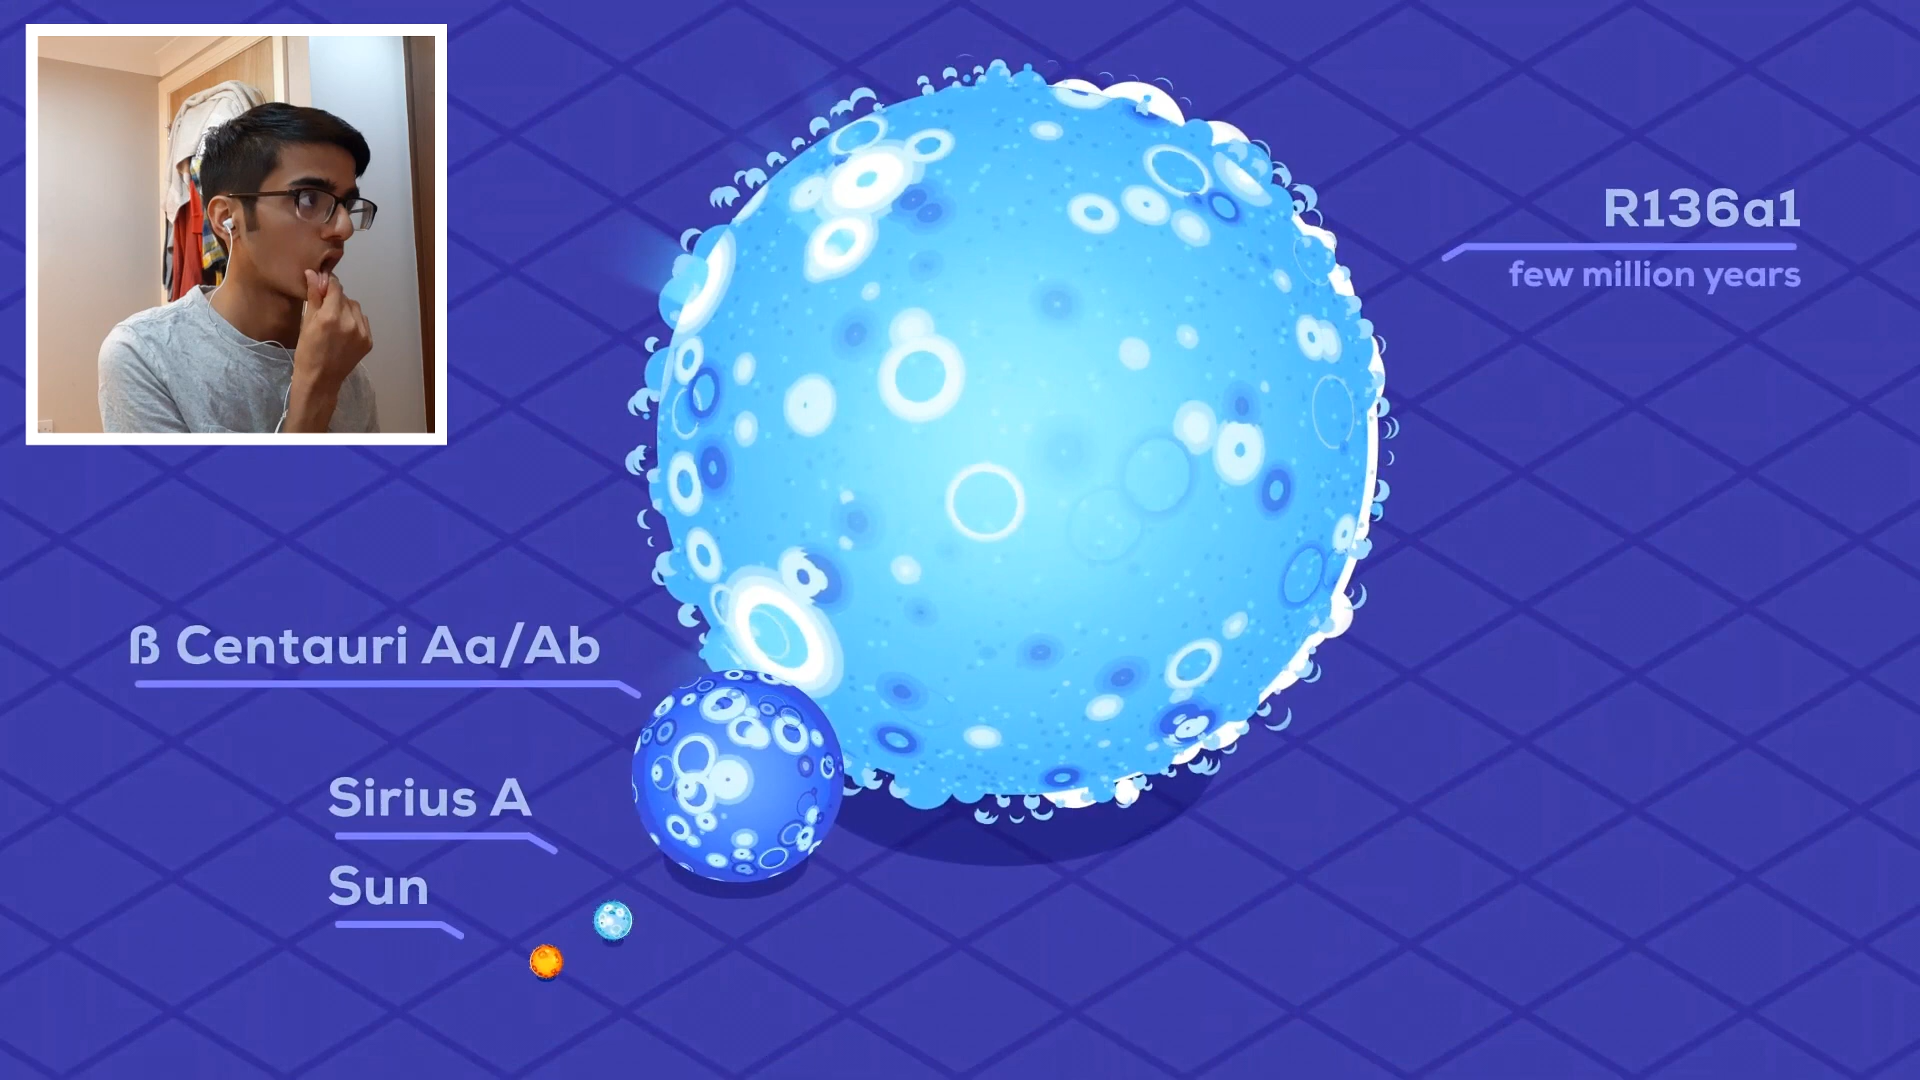 R136a1
few million years
ß Centauri Aa/Ab
Sirius A
Sun